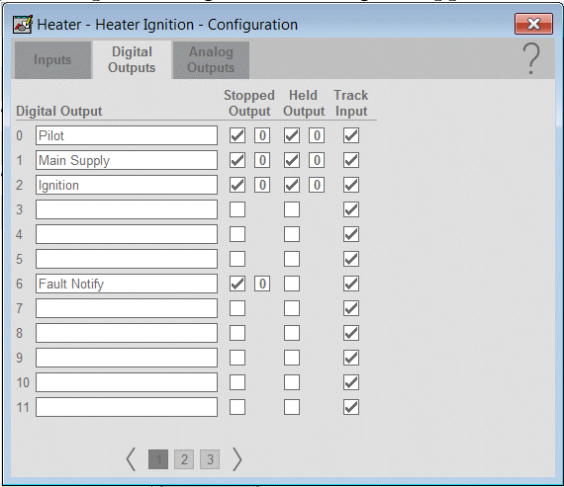 Heater - Heater Ignition - Configuration
Inputs Digital Outputs Analog Outputs ?
Stopped Held Track
Digital Output Output Output Input
0 Pilot 0 0
1 Main Supply 0 0
2 Ignition 0 0
3
4
5
6 Fault Notify 0
7
8
9
10
11
1 2 3